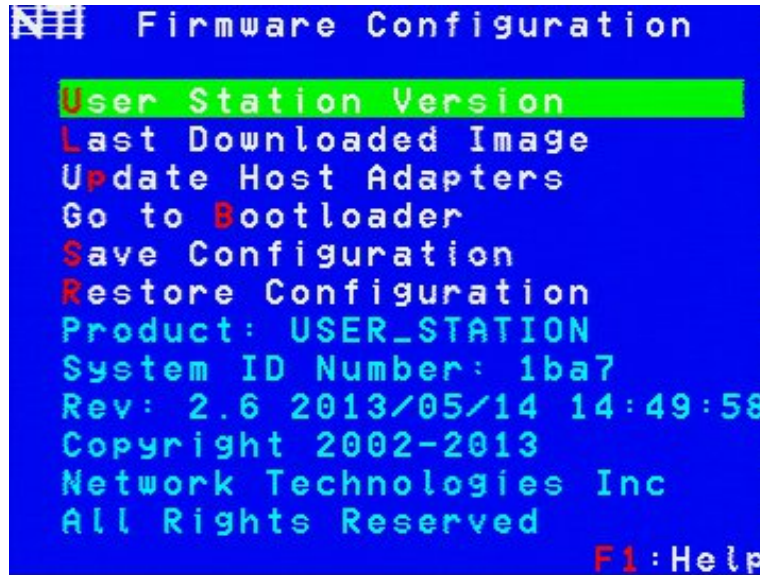 NTI Firmware Configuration
User Station Version
Last Downloaded Image
Update Host Adapters
Go to Bootloader
Save Configuration
Restore Configuration
Product: USER_STATION
System ID Number: 1ba7
Rev: 2.6 2013/05/14 14:49:58
Copyright 2002-2013
Network Technologies Inc
All Rights Reserved
F1:Help